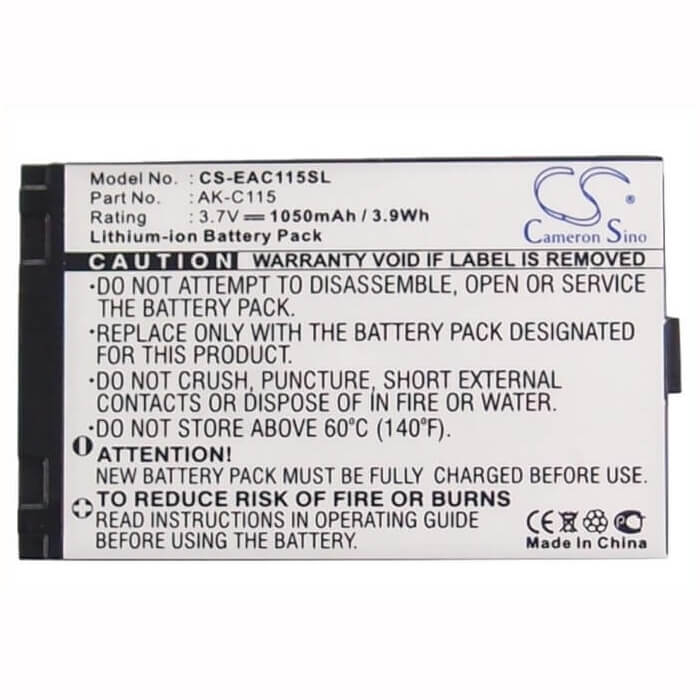 Model No. : CS-EAC115SL
Part No. : AK-C115
Rating : 3.7V 1050mAh / 3.9Wh
Lithium-ion Battery Pack
CS
Cameron Sino
CAUTION WARRANTY VOID IF LABEL IS REMOVED
•DO NOT ATTEMPT TO DISASSEMBLE, OPEN OR SERVICE
THE BATTERY PACK.
•REPLACE ONLY WITH THE BATTERY PACK DESIGNATED
FOR THIS EQUIPMENT.
•DO NOT CRUSH, PUNCTURE, SHORT EXTERNAL
CONTACTS OR DISPOSE OF IN FIRE OR WATER.
•DO NOT STORE ABOVE 60°C (140°F).
ATTENTION!
NEW BATTERY PACK MUST BE FULLY CHARGED BEFORE USE.
TO REDUCE RISK OF FIRE OR BURNS.
READ INSTRUCTIONS IN OPERATING GUIDE
BEFORE USING THE BATTERY.
CE
Made In China